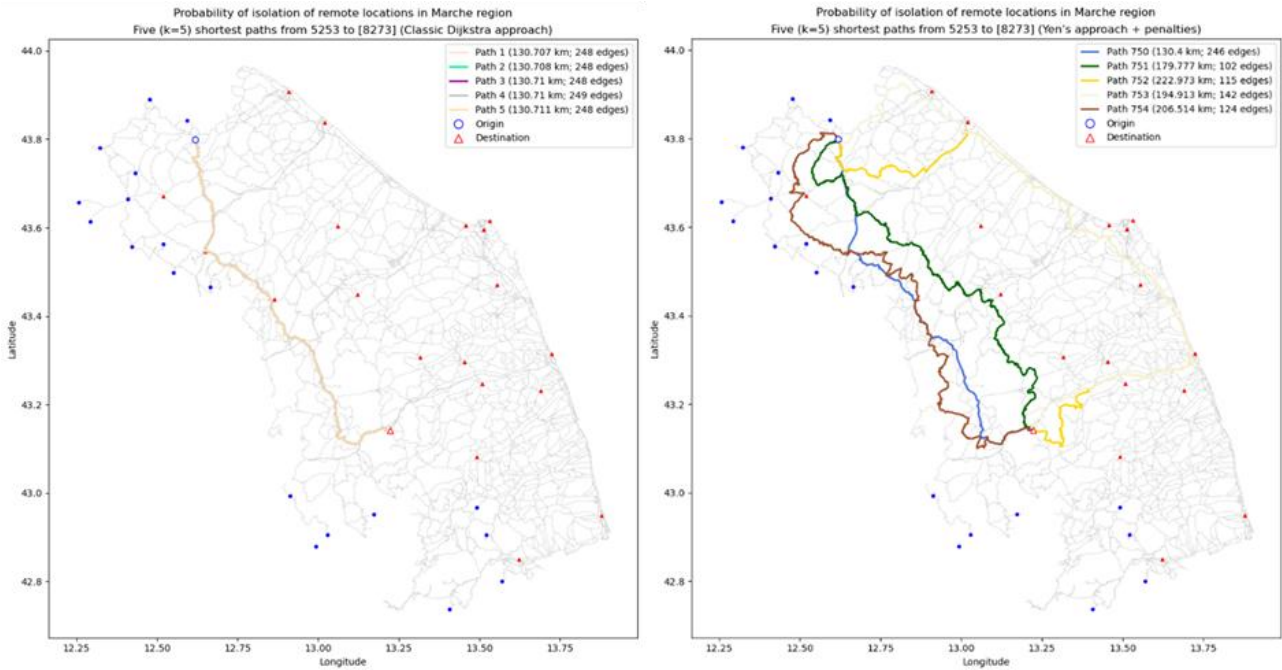 Probability of isolation of remote locations in Marche region
Five (k=5) shortest paths from 5253 to [8273] (Classic Dijkstra approach)
44.0
43.8
43.6
43.4
43.2
43.0
42.8
Latitude
Path 1 (130.707 km; 248 edges)
Path 2 (130.708 km; 248 edges)
Path 3 (130.71 km; 248 edges)
Path 4 (130.71 km; 249 edges)
Path 5 (130.711 km; 248 edges)
Origin
Destination
12.25
12.50
12.75
13.00
13.25
13.50
13.75
Longitude
Probability of isolation of remote locations in Marche region
Five (k=5) shortest paths from 5253 to [8273] (Yen's approach + penalties)
44.0
43.8
43.6
43.4
43.2
43.0
42.8
Latitude
Path 750 (130.4 km; 246 edges)
Path 751 (179.777 km; 102 edges)
Path 752 (222.973 km; 115 edges)
Path 753 (194.913 km; 142 edges)
Path 754 (206.514 km; 124 edges)
Origin
Destination
12.25
12.50
12.75
13.00
13.25
13.50
13.75
Longitude